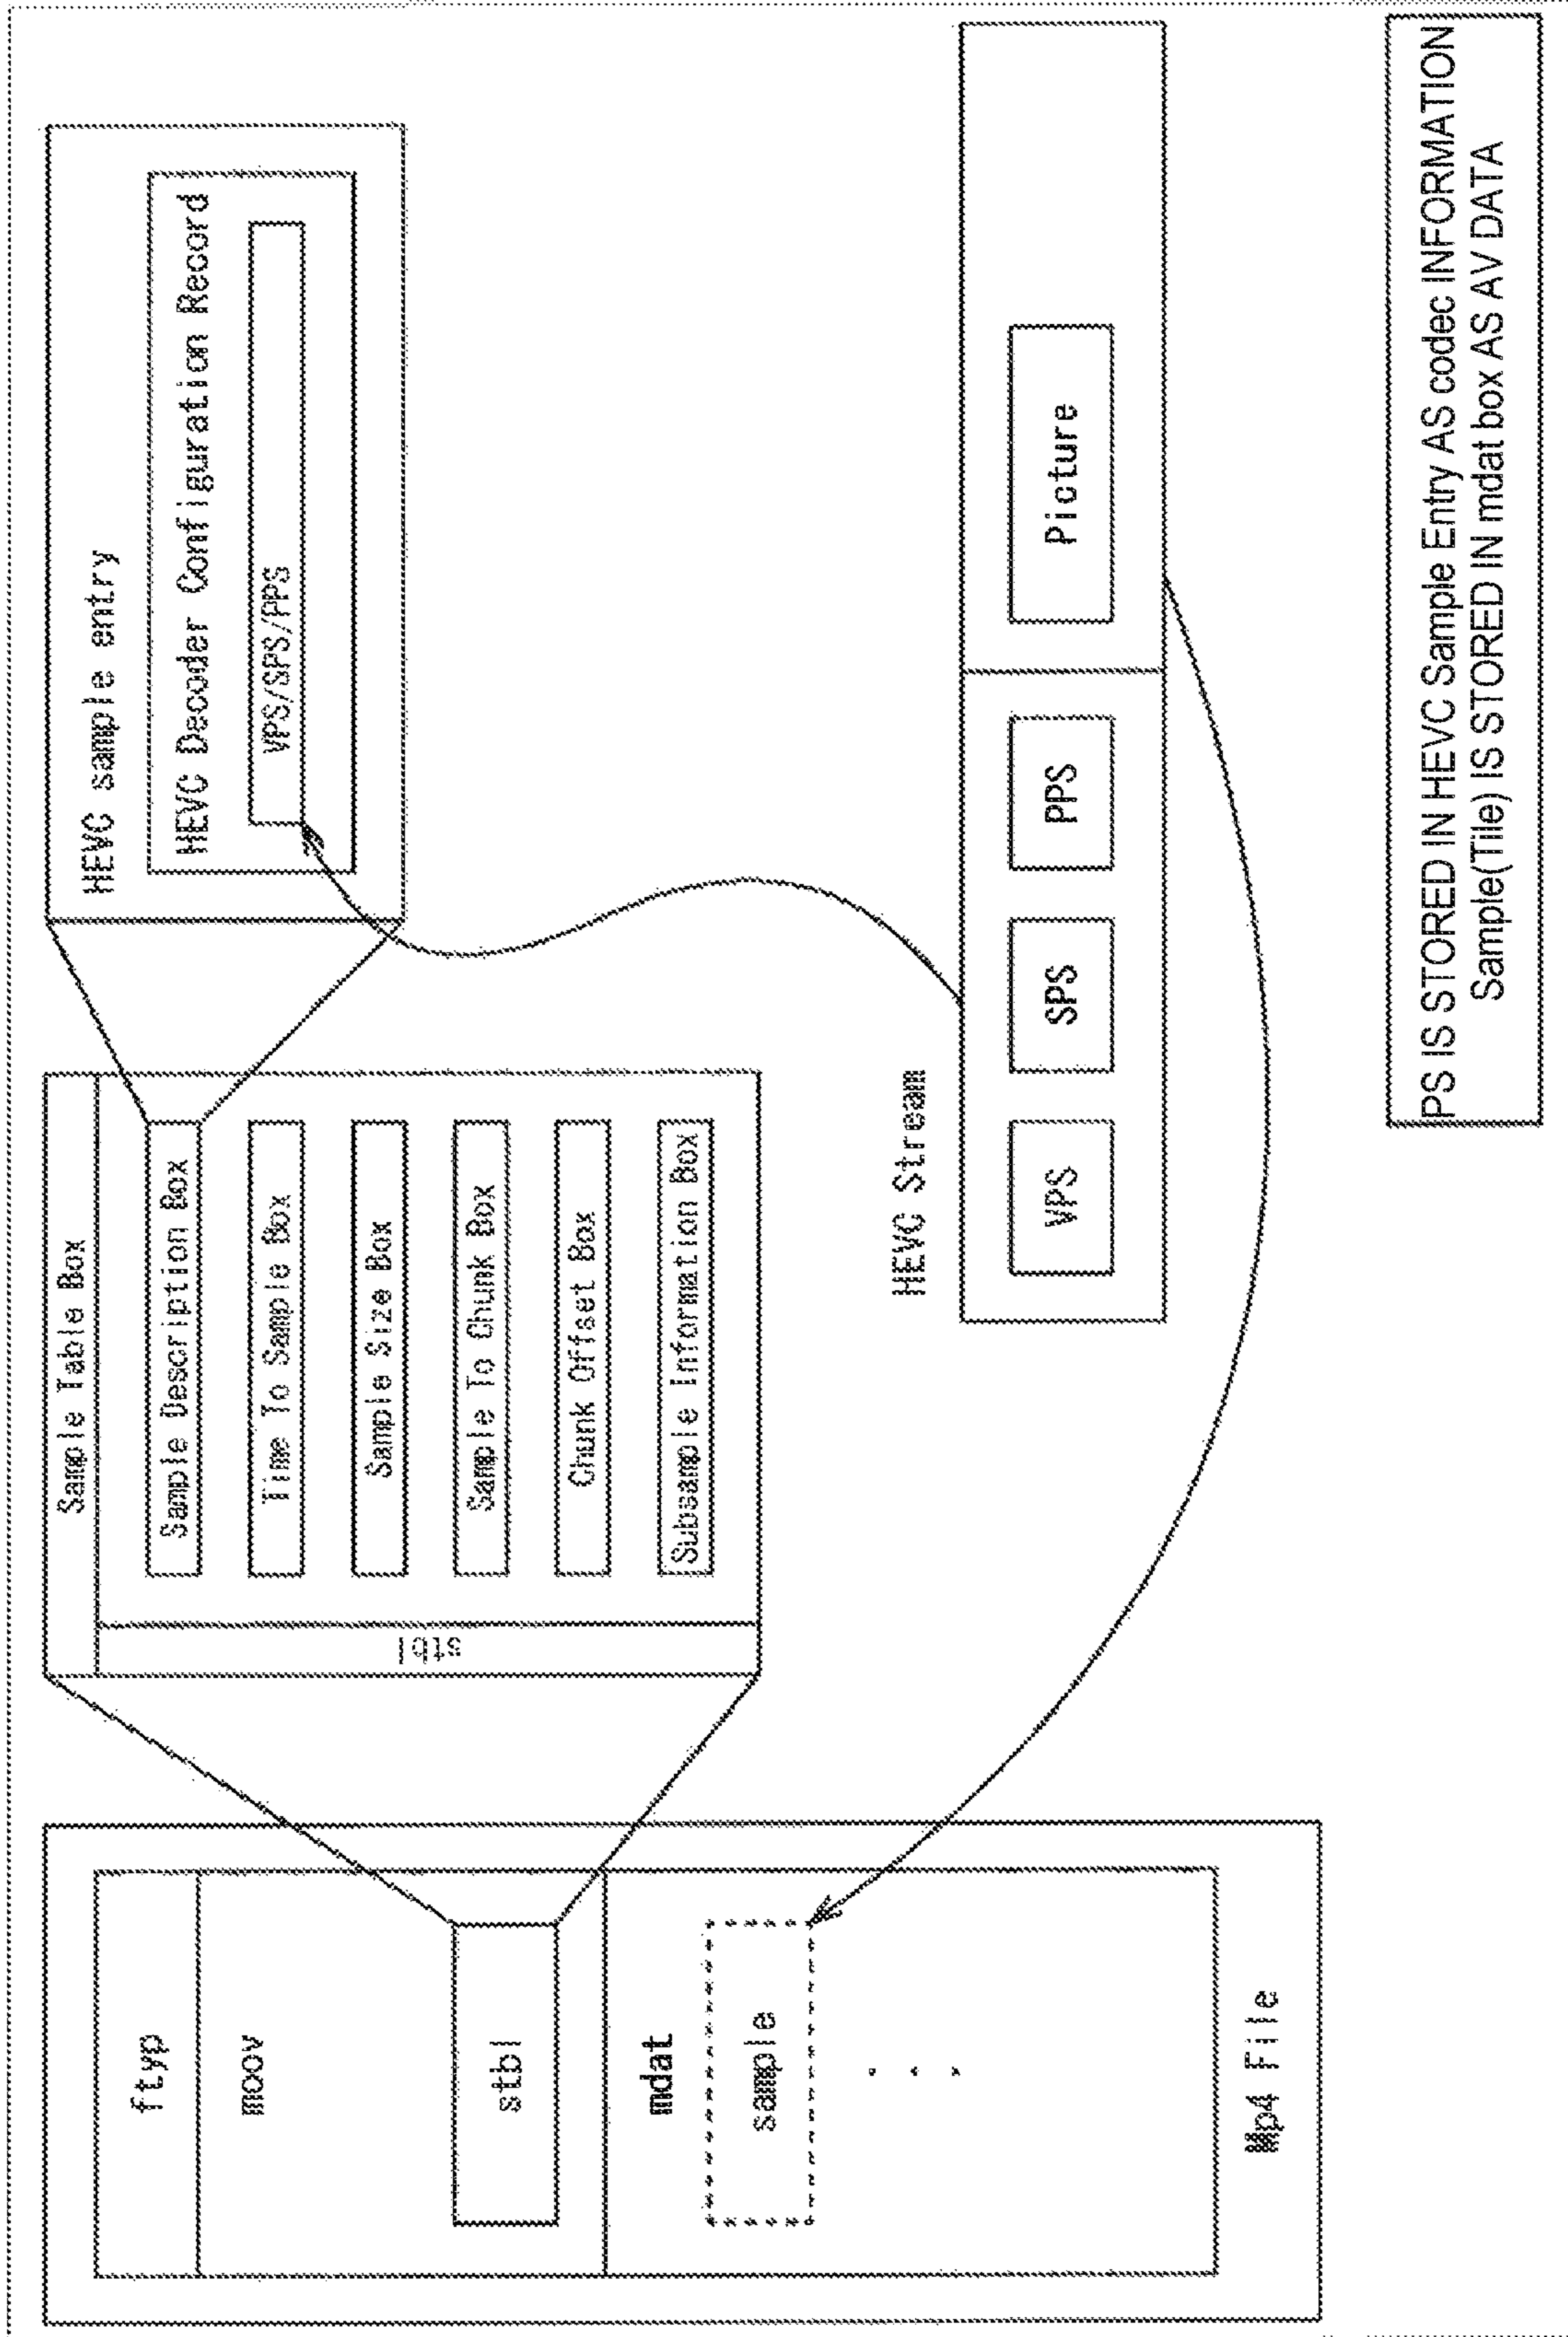 ftyp
moov
stbl
mdat
sample
. . .
Mp4 File
Sample Table Box
stbl
Sample Description Box
Time To Sample Box
Sample Size Box
Sample To Chunk Box
Chunk Offset Box
Subsample Information Box
HEVC sample entry
HEVC Decoder Configuration Record
VPS/SPS/PPS
HEVC Stream
VPS
SPS
PPS
Picture
PS IS STORED IN HEVC Sample Entry AS codec INFORMATION
Sample(Tile) IS STORED IN mdat box AS AV DATA